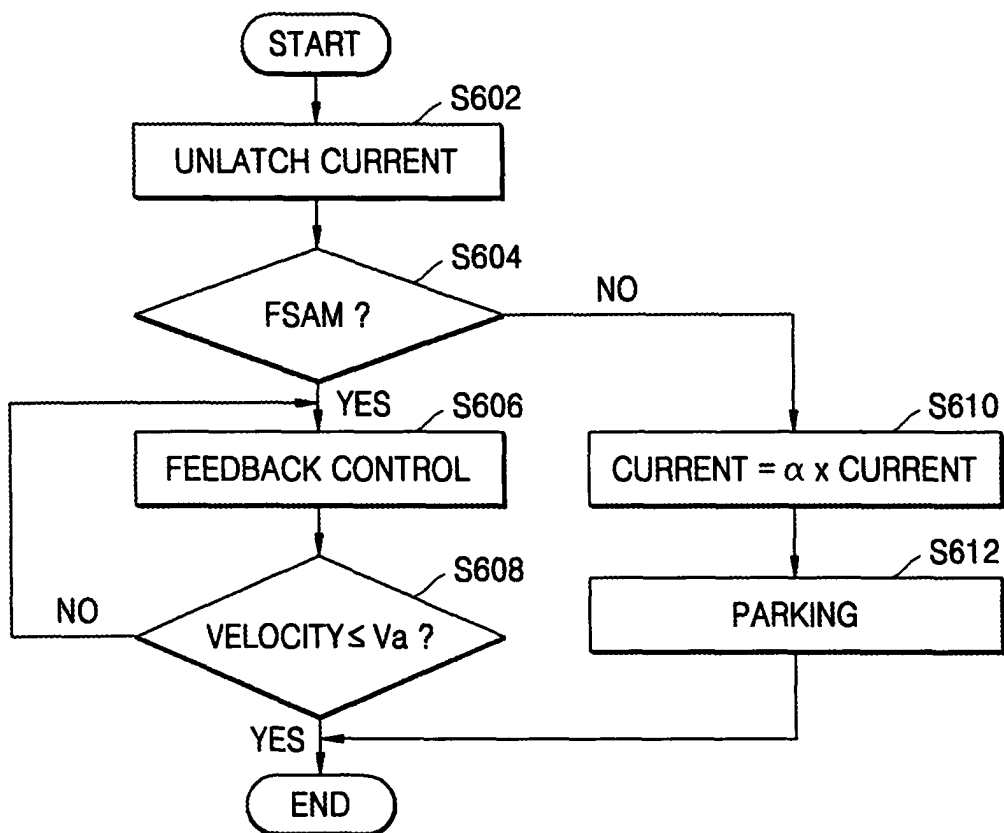 START
S602
UNLATCH CURRENT
S604
FSAM ?
NO
YES
S606
FEEDBACK CONTROL
S610
CURRENT = α x CURRENT
S608
VELOCITY ≤ Va ?
NO
S612
PARKING
YES
END